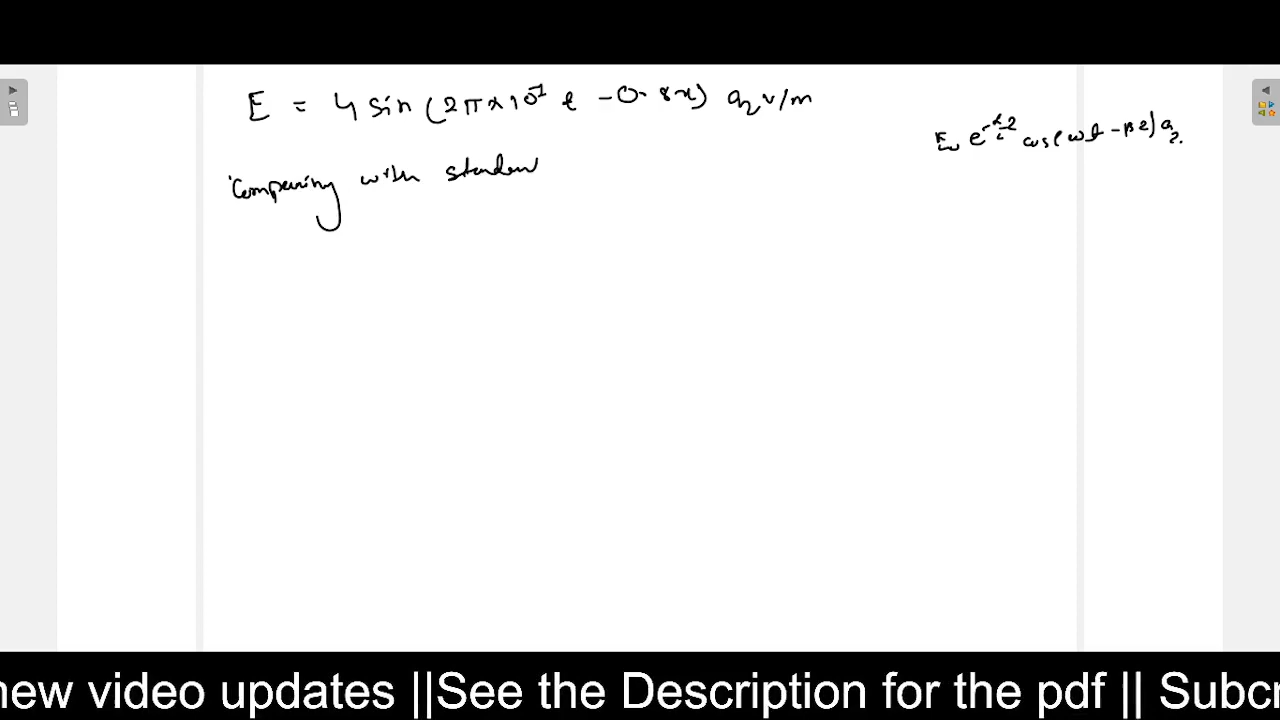 E = 4 sin (2π×10⁷ t - 0.8x) a_z v/m
E₀ e^-αz cos(ωt - βz) a_z
Comparing with standard
new video updates ||See the Description for the pdf || Subcr